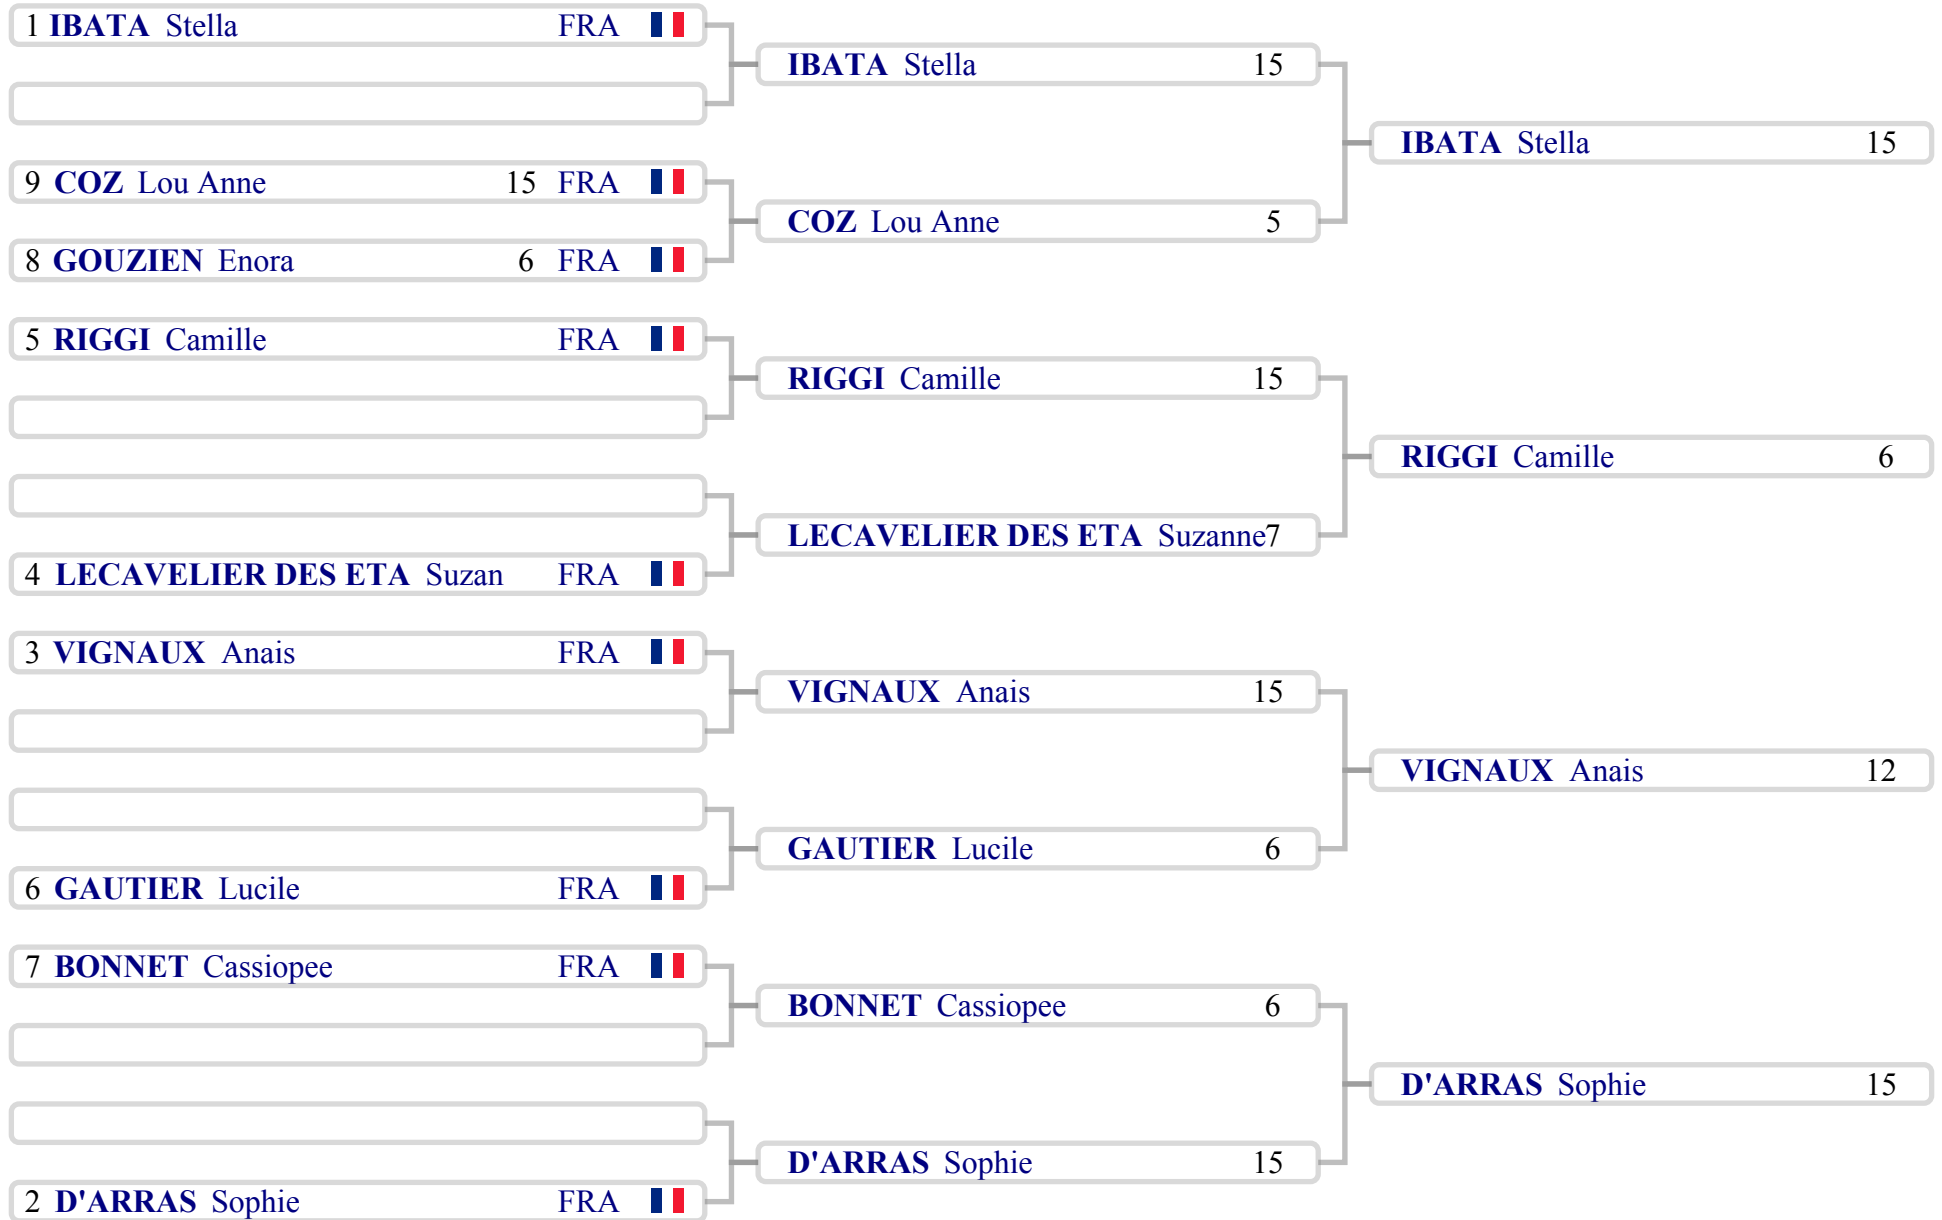 1 IBATA Stella FRA
9 COZ Lou Anne 15 FRA
8 GOUZIEN Enora 6 FRA
5 RIGGI Camille FRA
4 LECAVELIER DES ETA Suzan FRA
3 VIGNAUX Anais FRA
6 GAUTIER Lucile FRA
7 BONNET Cassiopee FRA
2 D'ARRAS Sophie FRA
IBATA Stella 15
COZ Lou Anne 5
RIGGI Camille 15
LECAVELIER DES ETA Suzanne7
VIGNAUX Anais 15
GAUTIER Lucile 6
BONNET Cassiopee 6
D'ARRAS Sophie 15
IBATA Stella 15
RIGGI Camille 6
VIGNAUX Anais 12
D'ARRAS Sophie 15